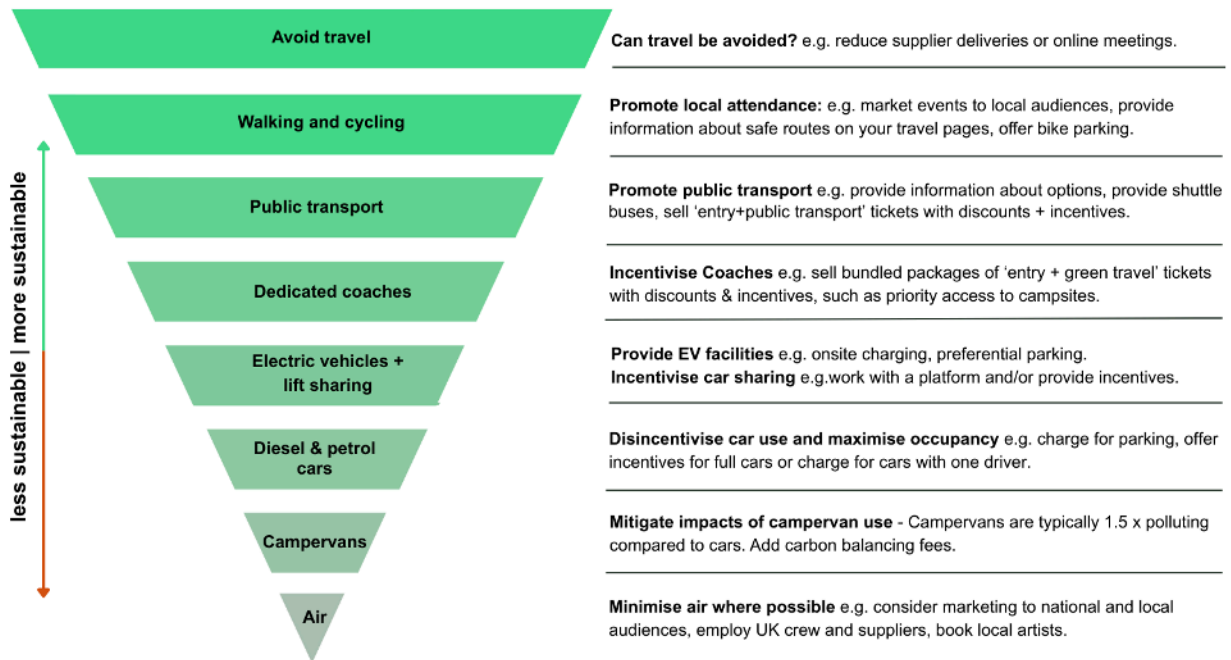 Avoid travel
Can travel be avoided? e.g. reduce supplier deliveries or online meetings.
Walking and cycling
Promote local attendance: e.g. market events to local audiences, provide
information about safe routes on your travel pages, offer bike parking.
Public transport
Promote public transport e.g. provide information about options, provide shuttle
buses, sell ‘entry+public transport’ tickets with discounts + incentives.
Dedicated coaches
Incentivise Coaches e.g. sell bundled packages of ‘entry + green travel’ tickets
with discounts & incentives, such as priority access to campsites.
Electric vehicles +
lift sharing
Provide EV facilities e.g. onsite charging, preferential parking.
Incentivise car sharing e.g.work with a platform and/or provide incentives.
Diesel & petrol
cars
Disincentivise car use and maximise occupancy e.g. charge for parking, offer
incentives for full cars or charge for cars with one driver.
Campervans
Mitigate impacts of campervan use - Campervans are typically 1.5 x polluting
compared to cars. Add carbon balancing fees.
Air
Minimise air where possible e.g. consider marketing to national and local
audiences, employ UK crew and suppliers, book local artists.
less sustainable | more sustainable